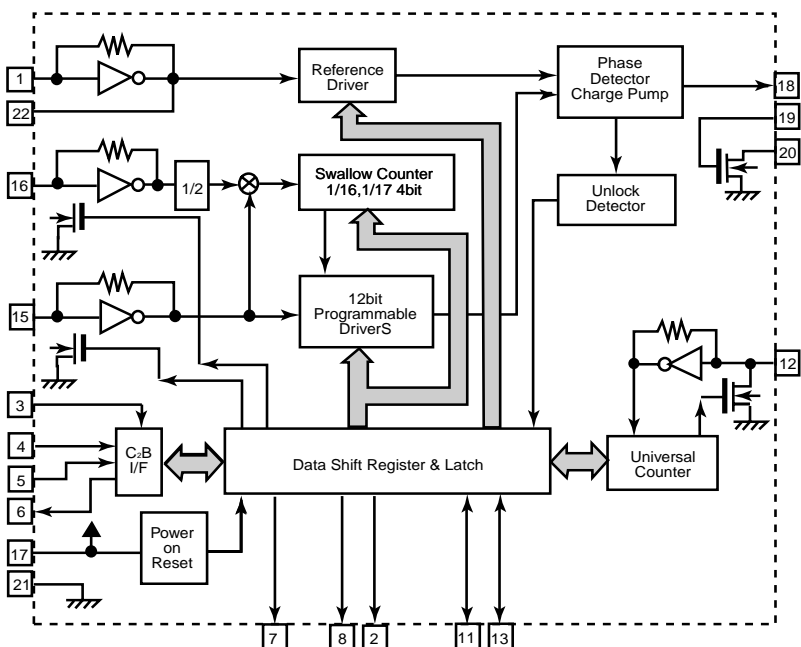 1
22
16
15
3
4
5
6
17
21
Reference
Driver
Phase
Detector
Charge Pump
18
19
20
1/2
Swallow Counter
1/16,1/17 4bit
Unlock
Detector
12bit
Programmable
DriverS
12
C₂B
I/F
Data Shift Register & Latch
Universal
Counter
Power
on
Reset
7
8
2
11
13